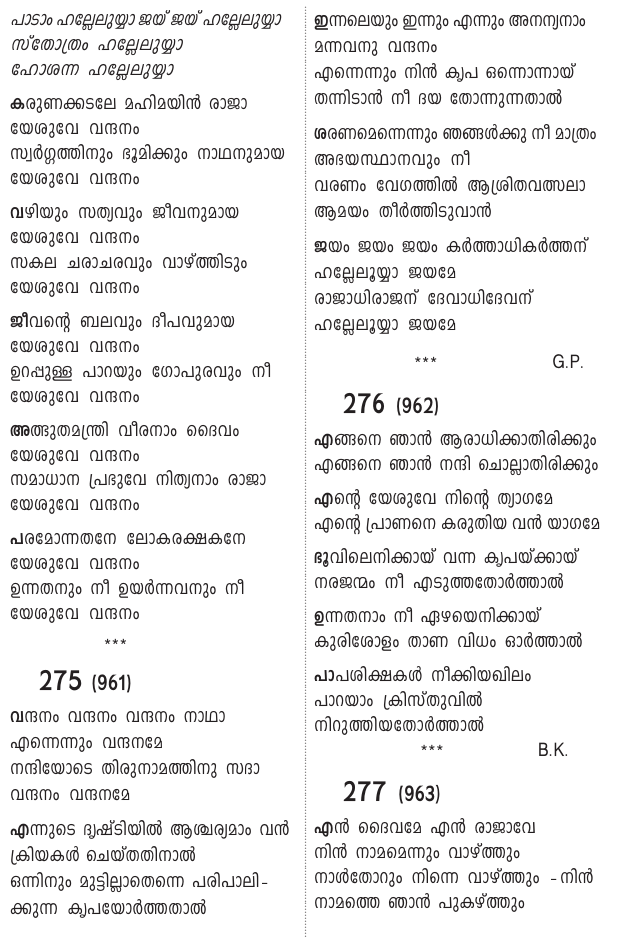 പാടാം ഹല്ലേലുയ്യാ ജയ് ജയ് ഹല്ലേലുയ്യാ
സ്തോത്രം ഹല്ലേലുയ്യാ
ഹോശന്ന ഹല്ലേലുയ്യാ
കരുണക്കടലേ മഹിമയിൻ രാജാ
യേശുവേ വന്ദനം
സ്വർഗ്ഗത്തിനും ഭൂമിക്കും നാഥനുമായ
യേശുവേ വന്ദനം
വഴിയും സത്യവും ജീവനുമായ
യേശുവേ വന്ദനം
സകല ചരാചരവും വാഴ്ത്തിടും
യേശുവേ വന്ദനം
ജീവന്റെ ബലവും ദീപവുമായ
യേശുവേ വന്ദനം
ഉറപ്പുള്ള പാറയും ഗോപുരവും നീ
യേശുവേ വന്ദനം
അത്ഭുതമന്ത്രി വീരനാം ദൈവം
യേശുവേ വന്ദനം
സമാധാന പ്രഭുവേ നിത്യനാം രാജാ
യേശുവേ വന്ദനം
പരമോന്നതനേ ലോകരക്ഷകനേ
യേശുവേ വന്ദനം
ഉന്നതനും നീ ഉയർന്നവനും നീ
യേശുവേ വന്ദനം
***
275 (961)
വന്ദനം വന്ദനം വന്ദനം നാഥാ
എന്നെന്നും വന്ദനമേ
നന്ദിയോടെ തിരുനാമത്തിനു സദാ
വന്ദനം വന്ദനമേ
എന്നുടെ ദൃഷ്ടിയിൽ ആശ്ചര്യമാം വൻ
ക്രിയകൾ ചെയ്തതിനാൽ
ഒന്നിനും മുട്ടില്ലാതെന്നെ പരിപാലി-
ക്കുന്ന കൃപയോർത്തതാൽ
ഇന്നലെയും ഇന്നും എന്നും അനന്യനാം
മന്നവനു വന്ദനം
എന്നെന്നും നിൻ കൃപ ഒന്നൊന്നായ്
തന്നിടാൻ നീ ദയ തോന്നുന്നതാൽ
ശരണമെന്നെന്നും ഞങ്ങൾക്കു നീ മാത്രം
അഭയസ്ഥാനവും നീ
വരണം വേഗത്തിൽ ആശ്രിതവത്സലാ
ആമയം തീർത്തിടുവാൻ
ജയം ജയം ജയം കർത്താധികർത്തന്
ഹല്ലേലൂയ്യാ ജയമേ
രാജാധിരാജന് ദേവാധിദേവന്
ഹല്ലേലൂയ്യാ ജയമേ
*** G.P.
276 (962)
എങ്ങനെ ഞാൻ ആരാധിക്കാതിരിക്കും
എങ്ങനെ ഞാൻ നന്ദി ചൊല്ലാതിരിക്കും
എന്റെ യേശുവേ നിന്റെ ത്യാഗമേ
എന്റെ പ്രാണനെ കരുതിയ വൻ യാഗമേ
ഭൂവിലെനിക്കായ് വന്ന കൃപയ്ക്കായ്
നരജന്മം നീ എടുത്തതോർത്താൽ
ഉന്നതനാം നീ ഏഴയെനിക്കായ്
കുരിശോളം താണ വിധം ഓർത്താൽ
പാപശിക്ഷകൾ നീക്കിയഖിലം
പാറയാം ക്രിസ്തുവിൽ
നിറുത്തിയതോർത്താൽ
*** B.K.
277 (963)
എൻ ദൈവമേ എൻ രാജാവേ
നിൻ നാമമെന്നും വാഴ്ത്തും
നാൾതോറും നിന്നെ വാഴ്ത്തും -നിൻ
നാമത്തെ ഞാൻ പുകഴ്ത്തും